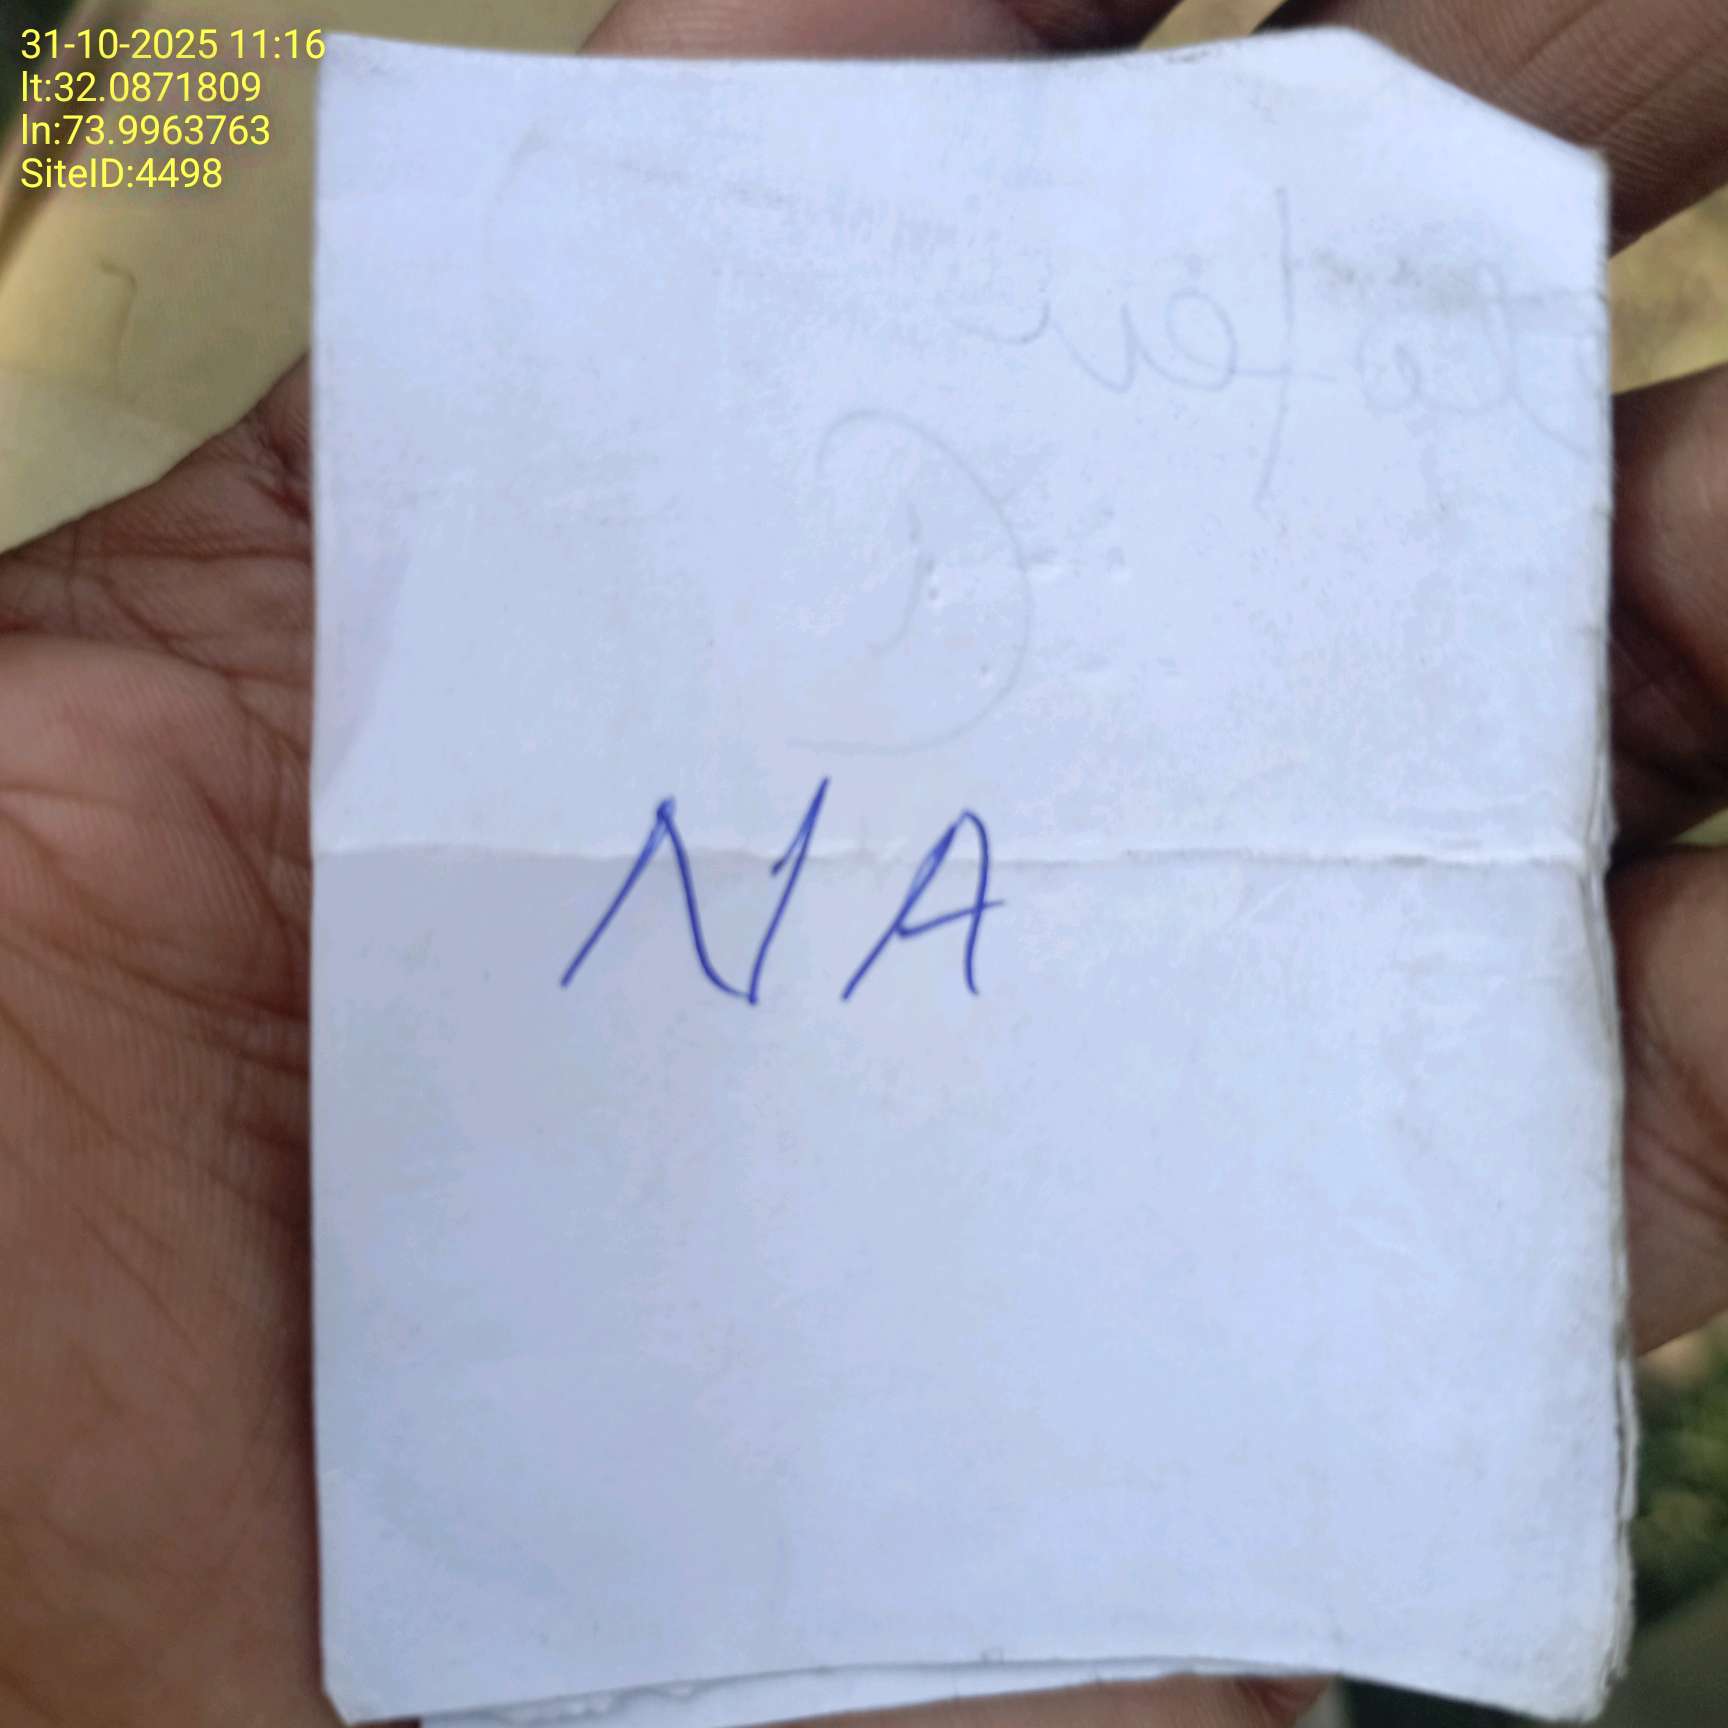 31-10-2025 11:16
lt:32.0871809
ln:73.9963763
SiteID:4498
NA